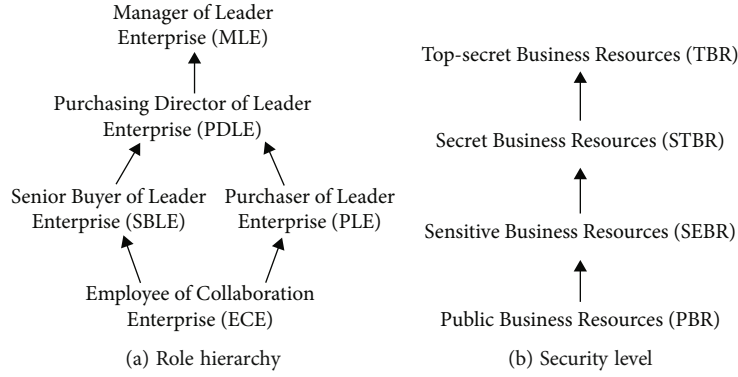 Manager of Leader
Enterprise (MLE)
Purchasing Director of Leader
Enterprise (PDLE)
Senior Buyer of Leader
Enterprise (SBLE)
Purchaser of Leader
Enterprise (PLE)
Employee of Collaboration
Enterprise (ECE)
(a) Role hierarchy
Top-secret Business Resources (TBR)
Secret Business Resources (STBR)
Sensitive Business Resources (SEBR)
Public Business Resources (PBR)
(b) Security level